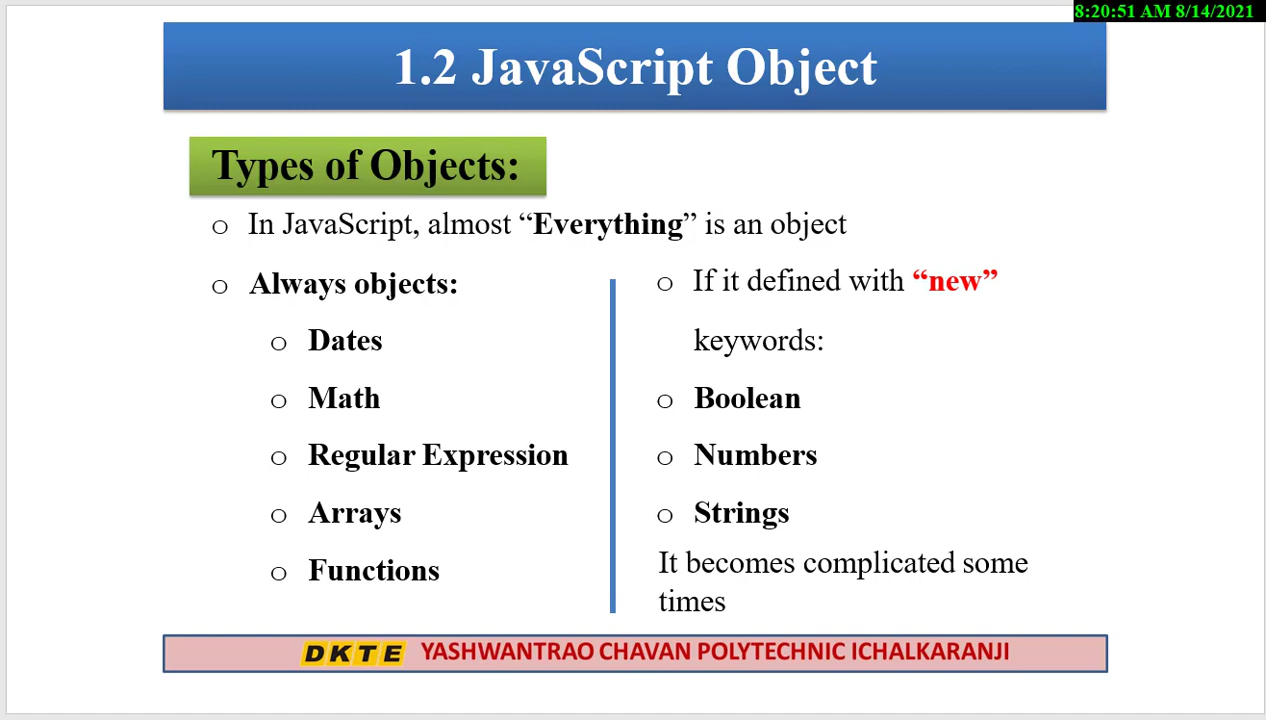 8:20:51 AM 8/14/2021
1.2 JavaScript Object
Types of Objects:
o In JavaScript, almost “Everything” is an object
o Always objects:
o Dates
o Math
o Regular Expression
o Arrays
o Functions
o If it defined with “new”
keywords:
o Boolean
o Numbers
o Strings
It becomes complicated some
times
DKTE YASHWANTRAO CHAVAN POLYTECHNIC ICHALKARANJI